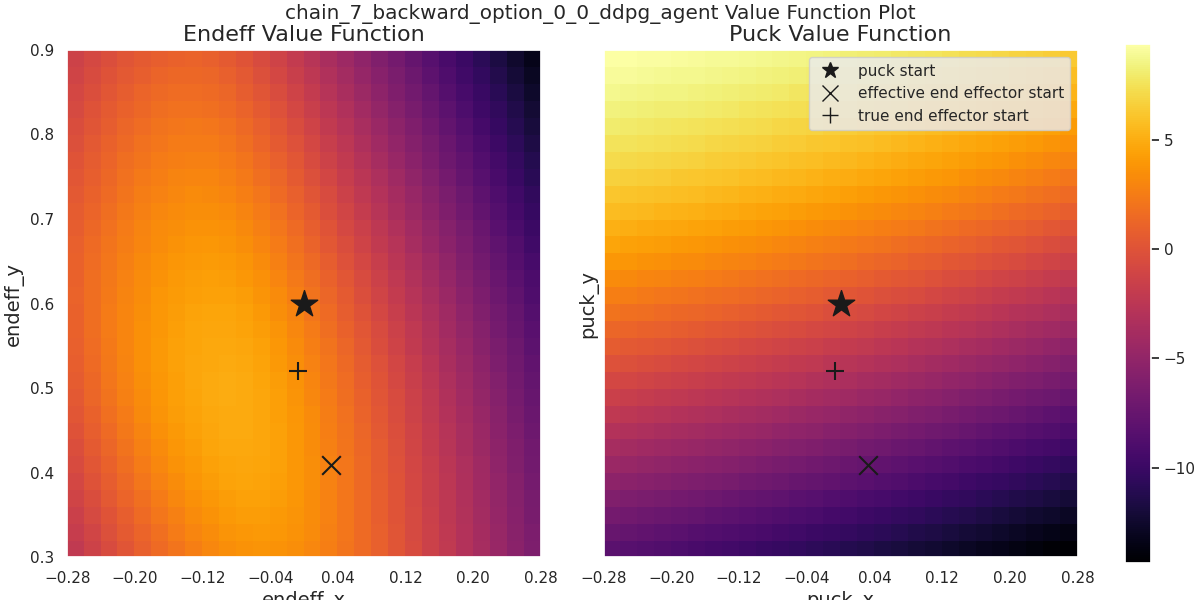 chain_7_backward_option_0_0_ddpg_agent Value Function Plot
Endeff Value Function
Puck Value Function
puck start
effective end effector start
true end effector start
0.9
0.8
0.7
0.6
0.5
0.4
0.3
endeff_y
puck_y
5
0
−5
−10
−0.28 −0.20 −0.12 −0.04 0.04 0.12 0.20 0.28
−0.28 −0.20 −0.12 −0.04 0.04 0.12 0.20 0.28
endeff_x
puck_x